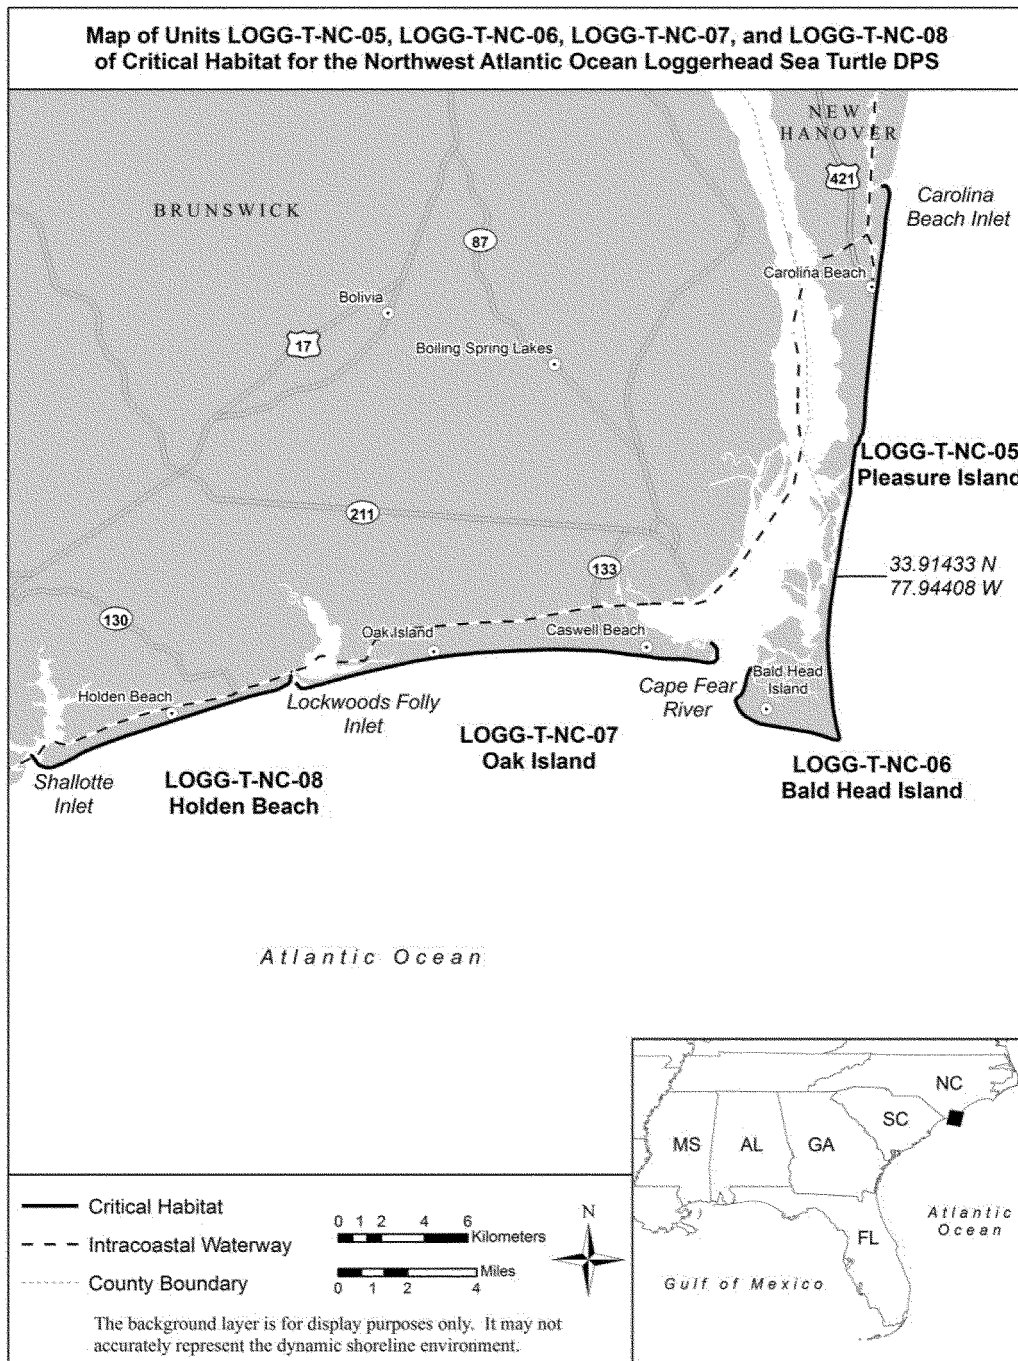 Map of Units LOGG-T-NC-05, LOGG-T-NC-06, LOGG-T-NC-07, and LOGG-T-NC-08
of Critical Habitat for the Northwest Atlantic Ocean Loggerhead Sea Turtle DPS
NEW
HANOVER
421
Carolina
Beach Inlet
BRUNSWICK
87
Carolina Beach
Bolivia
17
Boiling Spring Lakes
LOGG-T-NC-05
Pleasure Island
211
133
33.91433 N
77.94408 W
130
Oak Island
Caswell Beach
Bald Head
Island
Holden Beach
Lockwoods Folly
Inlet
Cape Fear
River
LOGG-T-NC-07
Oak Island
LOGG-T-NC-06
Bald Head Island
Shallotte
Inlet
LOGG-T-NC-08
Holden Beach
Atlantic Ocean
NC
SC
MS
AL
GA
FL
Atlantic
Ocean
Gulf of Mexico
Critical Habitat
Intracoastal Waterway
County Boundary
0 1 2 4 6
Kilometers
Miles
0 1 2 4
N
The background layer is for display purposes only. It may not
accurately represent the dynamic shoreline environment.